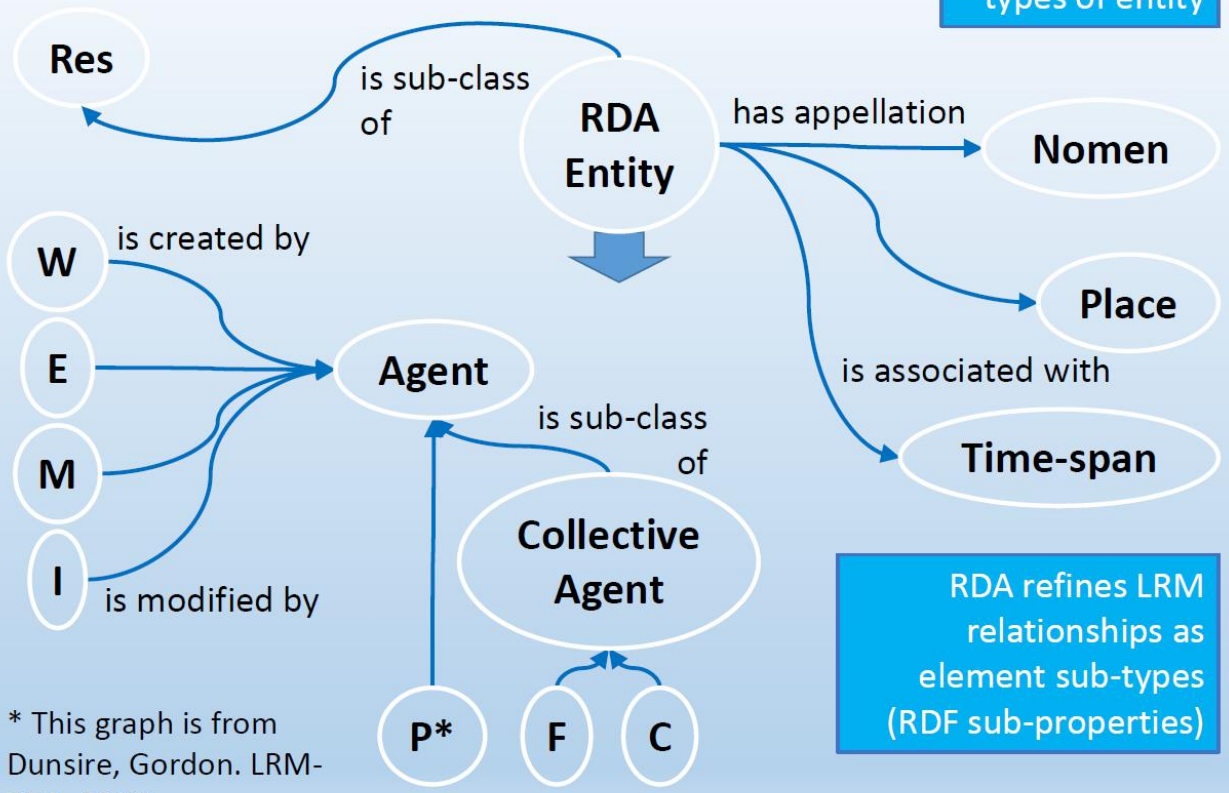 types of entity
Res
is sub-class
of
RDA
Entity
has appellation
Nomen
W
is created by
Place
E
Agent
is associated with
is sub-class
of
M
Time-span
Collective
Agent
I
is modified by
RDA refines LRM
relationships as
element sub-types
(RDF sub-properties)
P*
F
C
* This graph is from
Dunsire, Gordon. LRM-